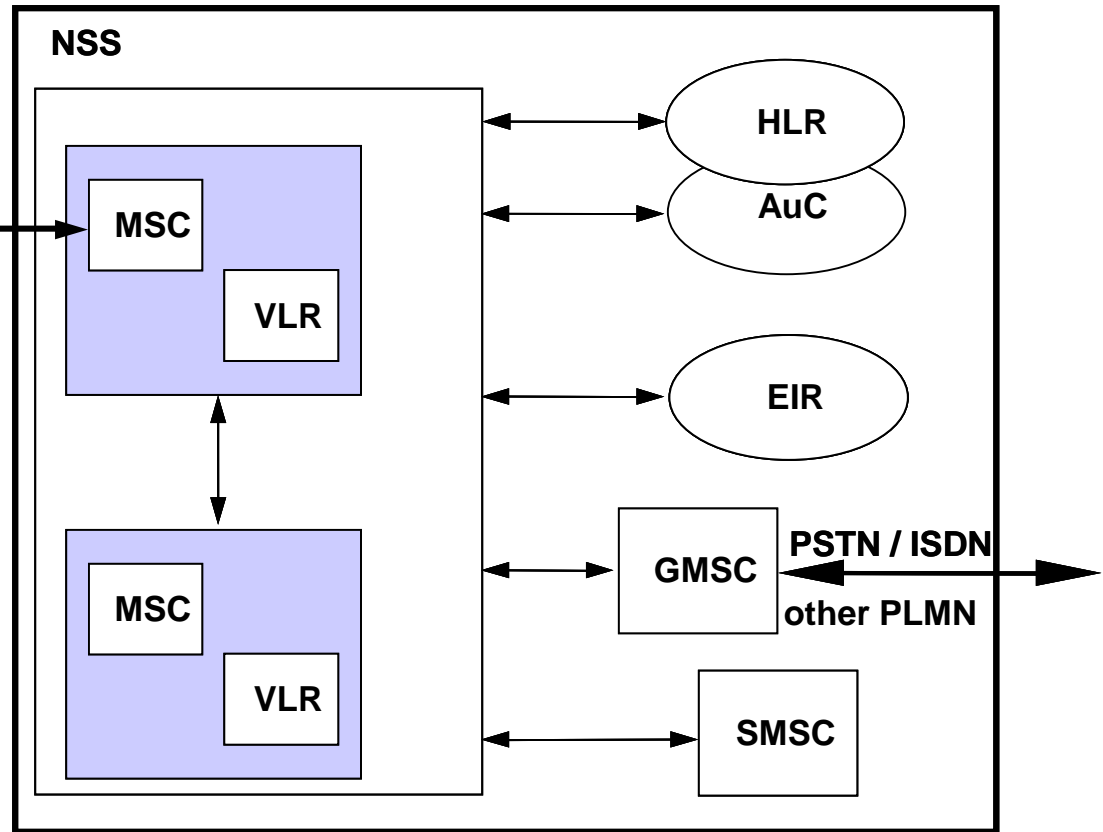 NSS
HLR
MSC
AuC
VLR
EIR
PSTN / ISDN
GMSC
other PLMN
MSC
VLR
SMSC